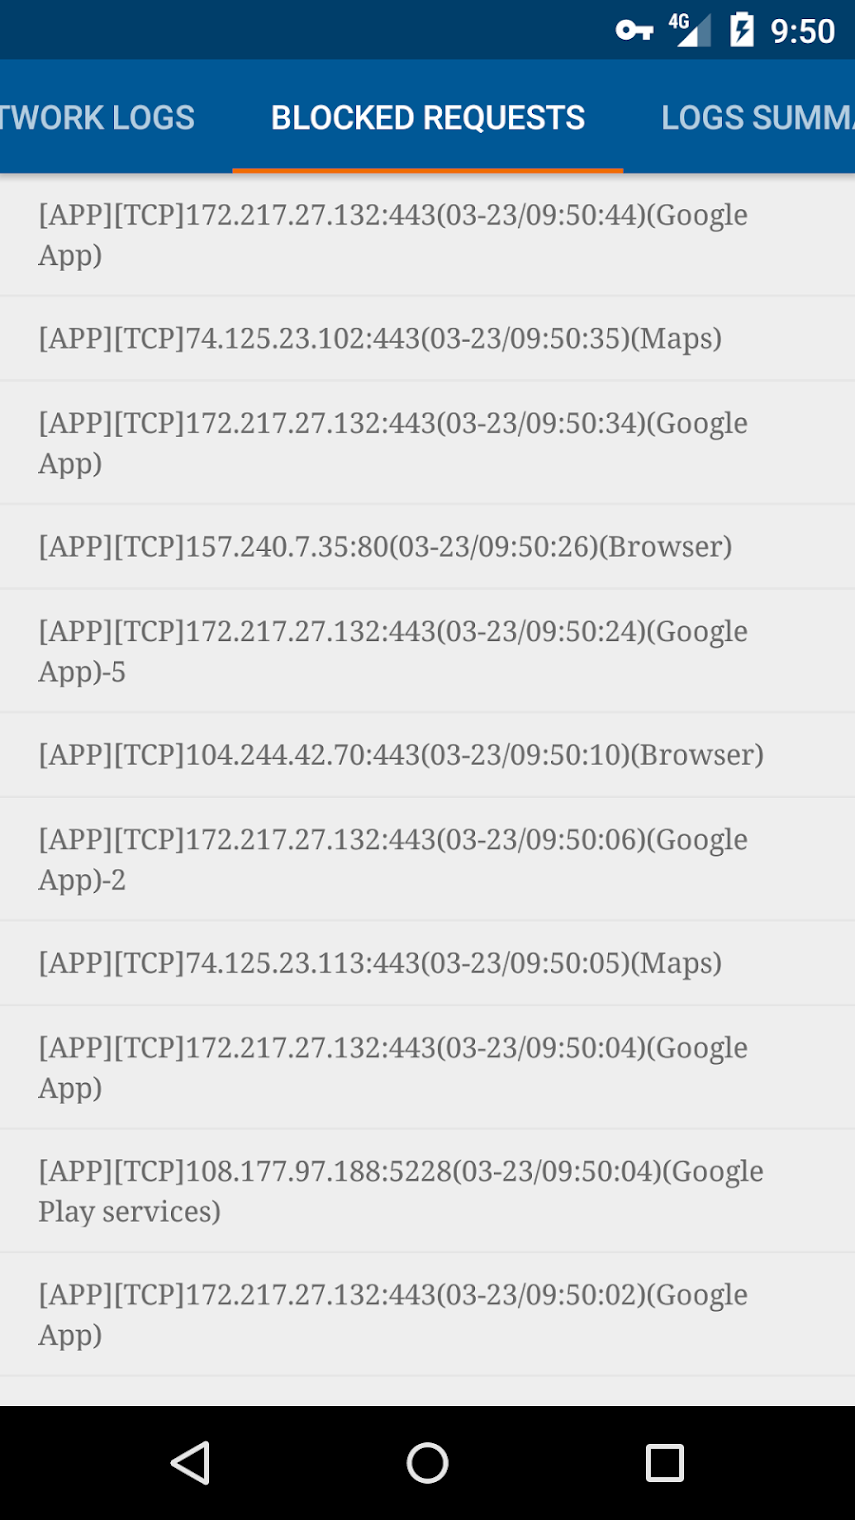 4G 9:50
TWORK LOGS BLOCKED REQUESTS LOGS SUMMA
[APP][TCP]172.217.27.132:443(03-23/09:50:44)(Google
App)
[APP][TCP]74.125.23.102:443(03-23/09:50:35)(Maps)
[APP][TCP]172.217.27.132:443(03-23/09:50:34)(Google
App)
[APP][TCP]157.240.7.35:80(03-23/09:50:26)(Browser)
[APP][TCP]172.217.27.132:443(03-23/09:50:24)(Google
App)-5
[APP][TCP]104.244.42.70:443(03-23/09:50:10)(Browser)
[APP][TCP]172.217.27.132:443(03-23/09:50:06)(Google
App)-2
[APP][TCP]74.125.23.113:443(03-23/09:50:05)(Maps)
[APP][TCP]172.217.27.132:443(03-23/09:50:04)(Google
App)
[APP][TCP]108.177.97.188:5228(03-23/09:50:04)(Google
Play services)
[APP][TCP]172.217.27.132:443(03-23/09:50:02)(Google
App)